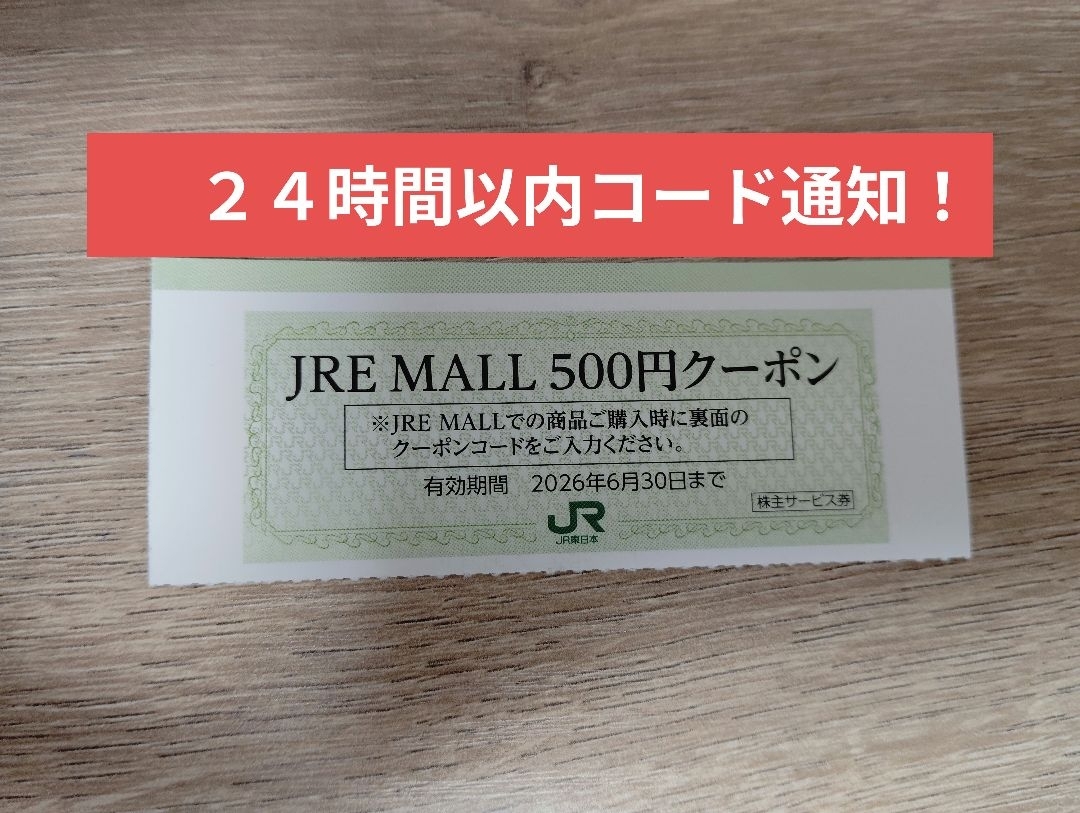 ２４時間以内コード通知！
JRE MALL 500円クーポン
※JRE MALLでの商品ご購入時に裏面の
クーポンコードをご入力ください。
有効期間　2026年6月30日まで
株主サービス券
JR
JR東日本